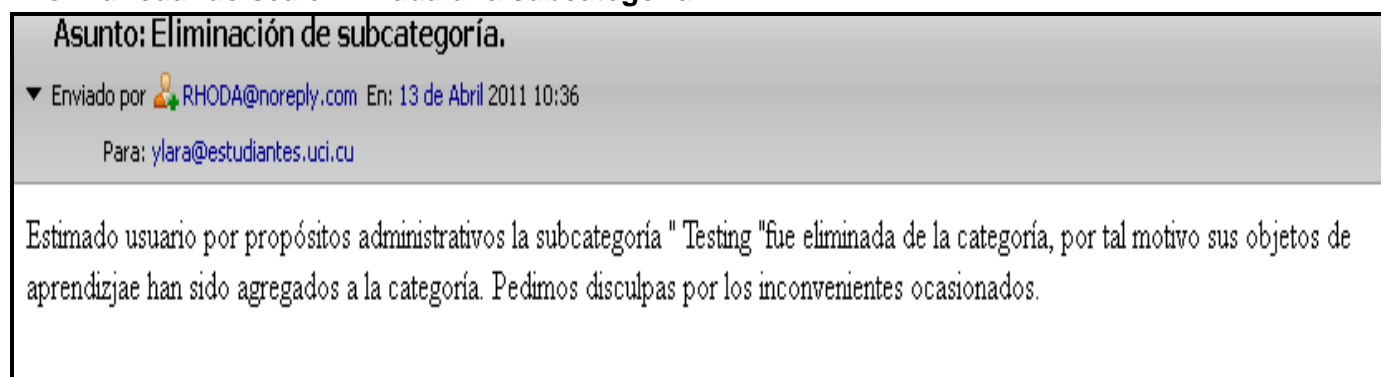 Asunto: Eliminación de subcategoría.
Enviado por RHODA@noreply.com En: 13 de Abril 2011 10:36
Para: ylara@estudiantes.uci.cu
Estimado usuario por propósitos administrativos la subcategoría " Testing "fue eliminada de la categoría, por tal motivo sus objetos de
aprendizjae han sido agregados a la categoría. Pedimos disculpas por los inconvenientes ocasionados.